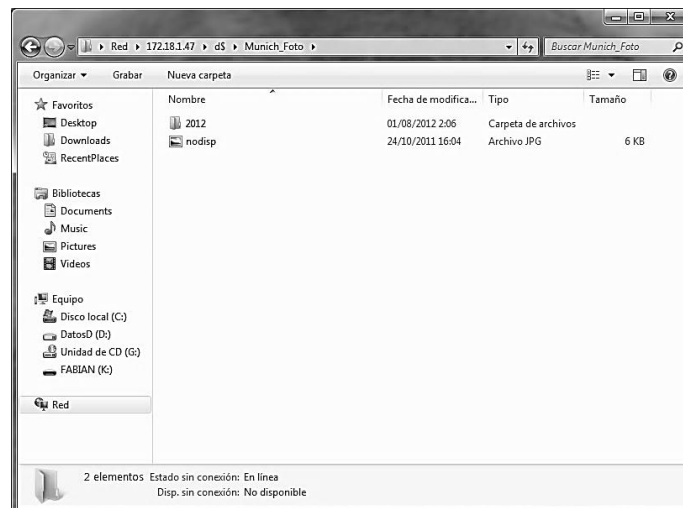 Red 172.18.1.47 d$ Munich_Foto Buscar Munich_Foto
Organizar Grabar Nueva carpeta
Nombre Fecha de modifica... Tipo Tamaño
2012 01/08/2012 2:06 Carpeta de archivos
nodisp 24/10/2011 16:04 Archivo JPG 6 KB
Favoritos
Desktop
Downloads
RecentPlaces
Bibliotecas
Documents
Music
Pictures
Videos
Equipo
Disco local (C:)
DatosD (D:)
Unidad de CD (G:)
FABIAN (K:)
Red
2 elementos Estado sin conexión: En línea
Disp. sin conexión: No disponible